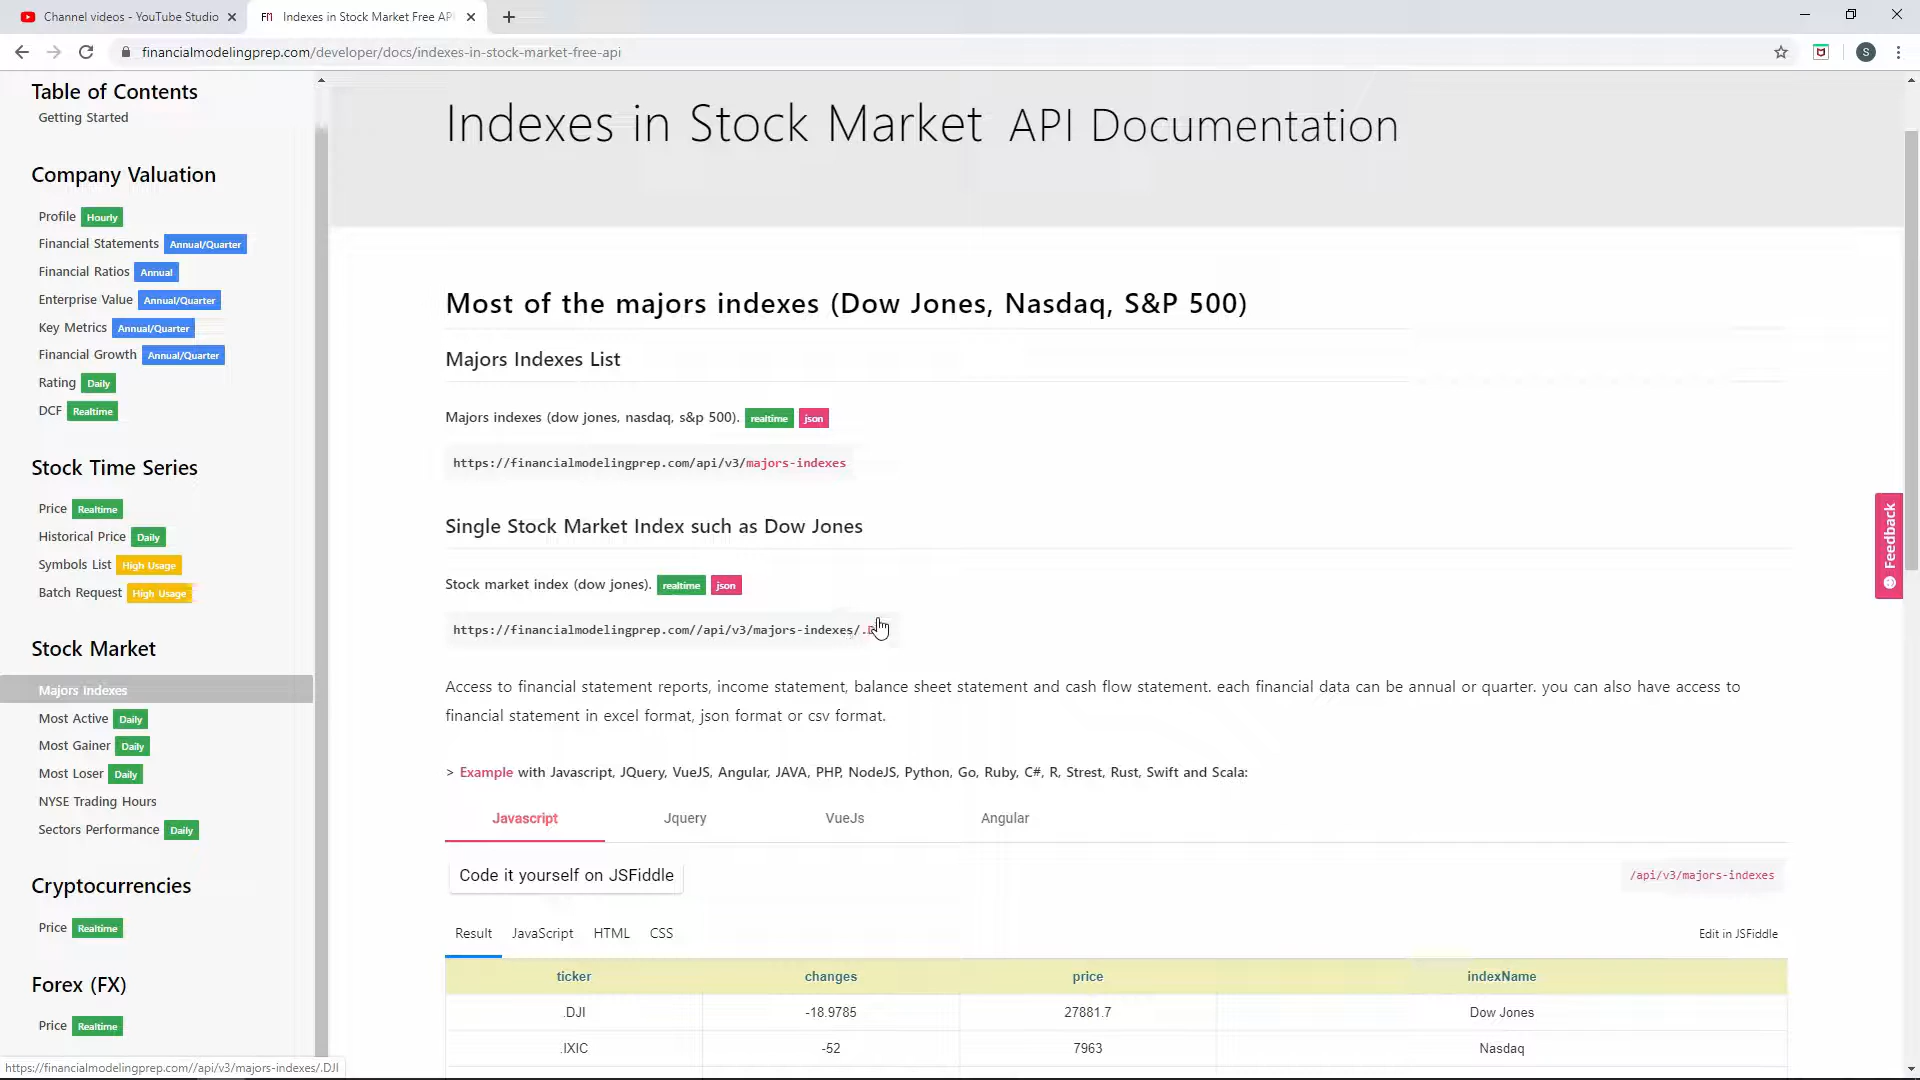 Channel videos - YouTube Studio
Indexes in Stock Market Free API
financialmodelingprep.com/developer/docs/indexes-in-stock-market-free-api
S
Table of Contents
Getting Started
Company Valuation
Profile Hourly
Financial Statements Annual/Quarter
Financial Ratios Annual
Enterprise Value Annual/Quarter
Key Metrics Annual/Quarter
Financial Growth Annual/Quarter
Rating Daily
DCF Realtime
Stock Time Series
Price Realtime
Historical Price Daily
Symbols List High Usage
Batch Request High Usage
Stock Market
Majors Indexes
Most Active Daily
Most Gainer Daily
Most Loser Daily
NYSE Trading Hours
Sectors Performance Daily
Cryptocurrencies
Price Realtime
Forex (FX)
Price Realtime
https://financialmodelingprep.com//api/v3/majors-indexes/.DJI
Indexes in Stock Market API Documentation
Most of the majors indexes (Dow Jones, Nasdaq, S&P 500)
Majors Indexes List
Majors indexes (dow jones, nasdaq, s&p 500). realtime json
https://financialmodelingprep.com/api/v3/majors-indexes
Single Stock Market Index such as Dow Jones
Stock market index (dow jones). realtime json
https://financialmodelingprep.com//api/v3/majors-indexes/.D
Access to financial statement reports, income statement, balance sheet statement and cash flow statement. each financial data can be annual or quarter. you can also have access to
financial statement in excel format, json format or csv format.
> Example with Javascript, JQuery, VueJS, Angular, JAVA, PHP, NodeJS, Python, Go, Ruby, C#, R, Strest, Rust, Swift and Scala:
Javascript Jquery VueJs Angular
Code it yourself on JSFiddle
/api/v3/majors-indexes
Result JavaScript HTML CSS
Edit in JSFiddle
ticker changes price indexName
.DJI -18.9785 27881.7 Dow Jones
.IXIC -52 7963 Nasdaq
Feedback